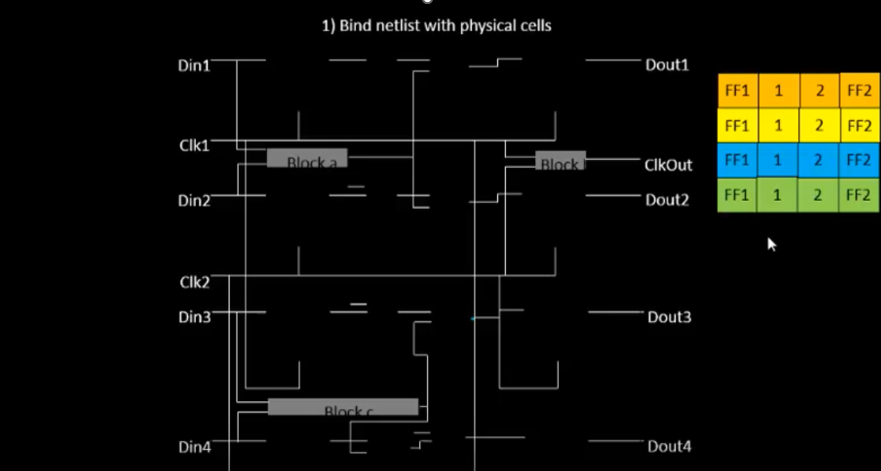 1) Bind netlist with physical cells
Din1
Dout1
FF1 1 2 FF2
FF1 1 2 FF2
Clk1
Block a
Block
ClkOut
FF1 1 2 FF2
Din2
Dout2
FF1 1 2 FF2
Clk2
Din3
Dout3
Block c
Din4
Dout4